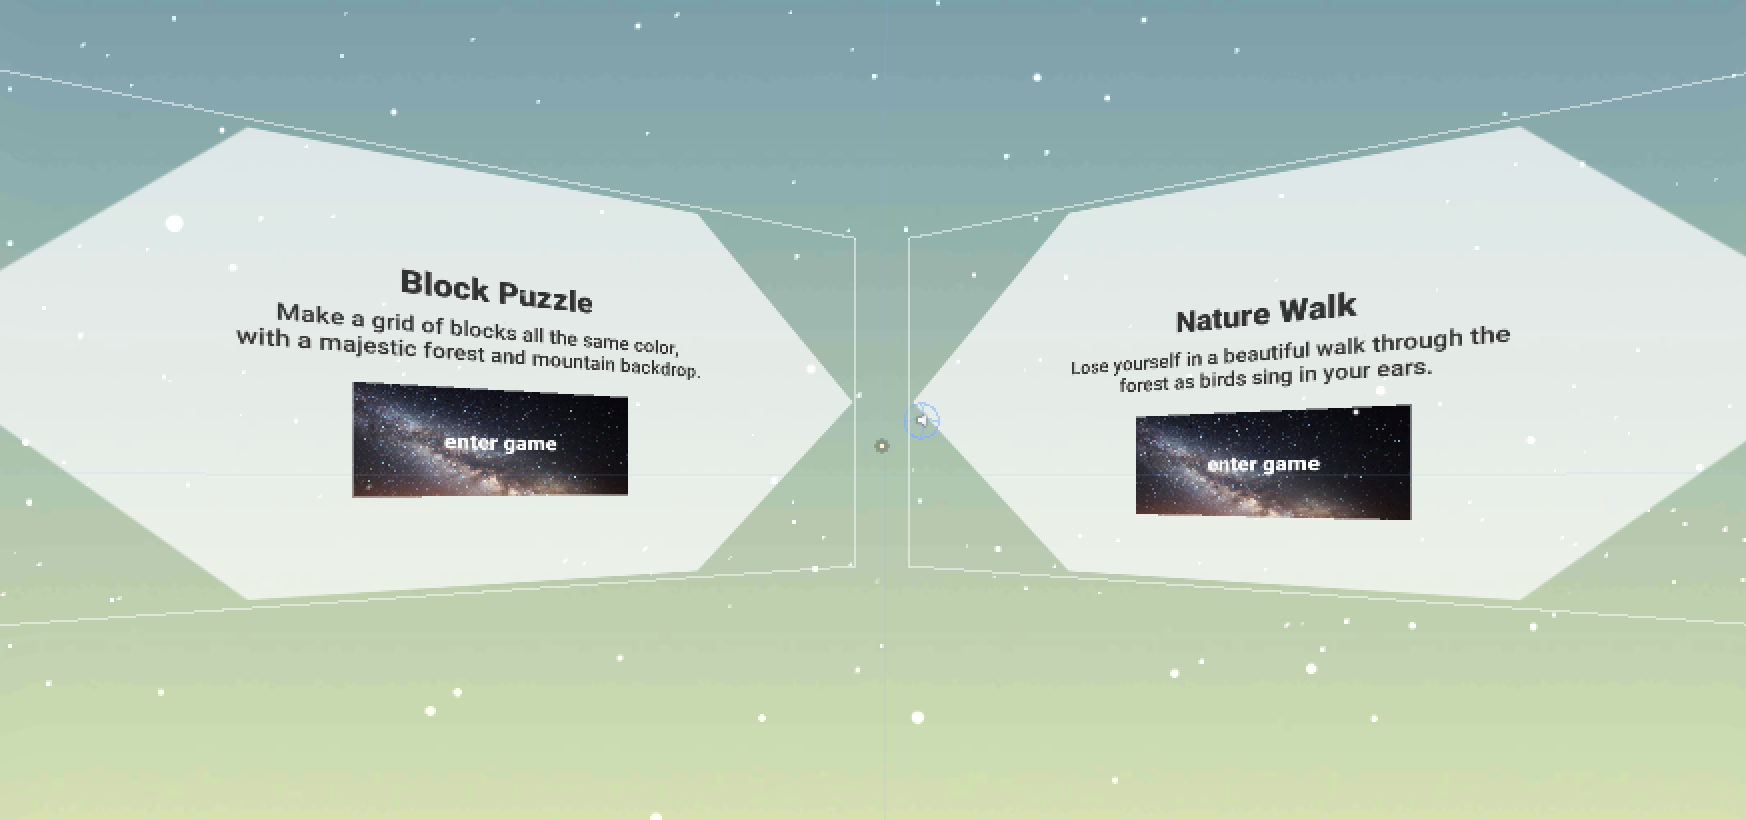 Block Puzzle
Make a grid of blocks all the same color,
with a majestic forest and mountain backdrop.
enter game
Nature Walk
Lose yourself in a beautiful walk through the
forest as birds sing in your ears.
enter game